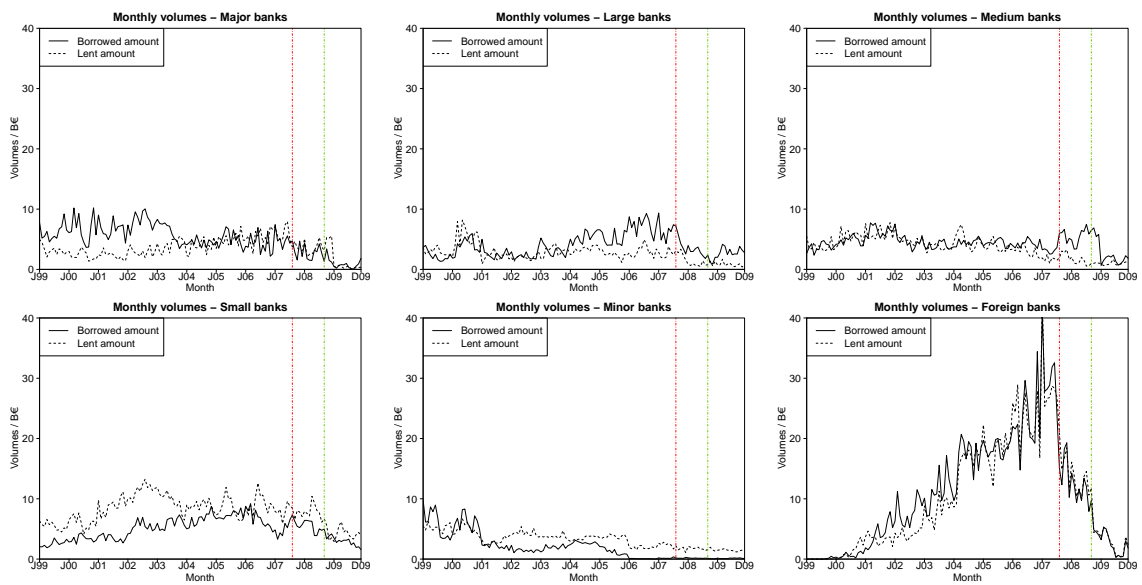 Monthly volumes – Major banks
Volumes / B€
40
30
20
10
0
Borrowed amount
Lent amount
J99 J00 J01 J02 J03 J04 J05 J06 J07 J08 J09 D09
Month
Monthly volumes – Large banks
Volumes / B€
40
30
20
10
0
Borrowed amount
Lent amount
J99 J00 J01 J02 J03 J04 J05 J06 J07 J08 J09 D09
Month
Monthly volumes – Medium banks
Volumes / B€
40
30
20
10
0
Borrowed amount
Lent amount
J99 J00 J01 J02 J03 J04 J05 J06 J07 J08 J09 D09
Month
Monthly volumes – Small banks
Volumes / B€
40
30
20
10
0
Borrowed amount
Lent amount
J99 J00 J01 J02 J03 J04 J05 J06 J07 J08 J09 D09
Month
Monthly volumes – Minor banks
Volumes / B€
40
30
20
10
0
Borrowed amount
Lent amount
J99 J00 J01 J02 J03 J04 J05 J06 J07 J08 J09 D09
Month
Monthly volumes – Foreign banks
Volumes / B€
40
30
20
10
0
Borrowed amount
Lent amount
J99 J00 J01 J02 J03 J04 J05 J06 J07 J08 J09 D09
Month